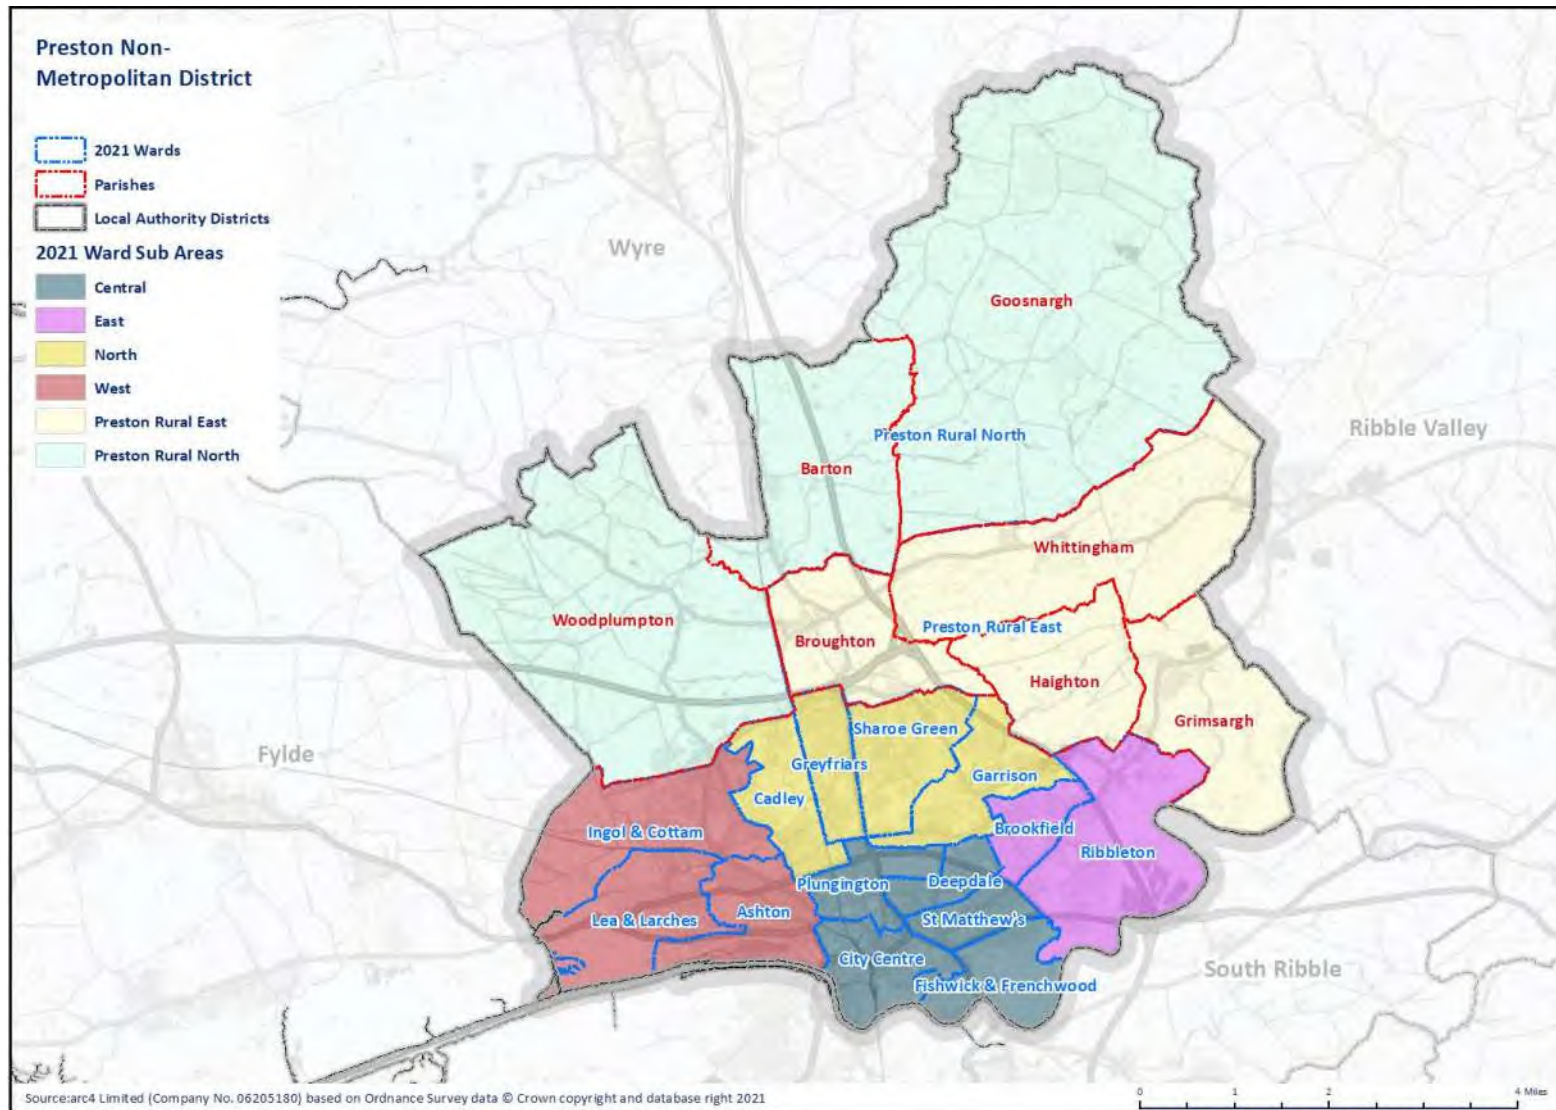 Preston Non-
Metropolitan District
2021 Wards
Parishes
Local Authority Districts
2021 Ward Sub Areas
Central
East
North
West
Preston Rural East
Preston Rural North
Wyre
Goosnargh
Ribble Valley
Preston Rural North
Barton
Whittingham
Woodplumpton
Preston Rural East
Broughton
Haighton
Grimsargh
Sharoe Green
Fylde
Greyfriars
Garrison
Cadley
Ingol & Cottam
Brookfield
Ribbleton
Plungington
Deepdale
Lea & Larches
Ashton
St Matthew's
City Centre
South Ribble
Fishwick & Frenchwood
Source:arc4 Limited (Company No. 06205180) based on Ordnance Survey data © Crown copyright and database right 2021
0 1 2 4 Miles